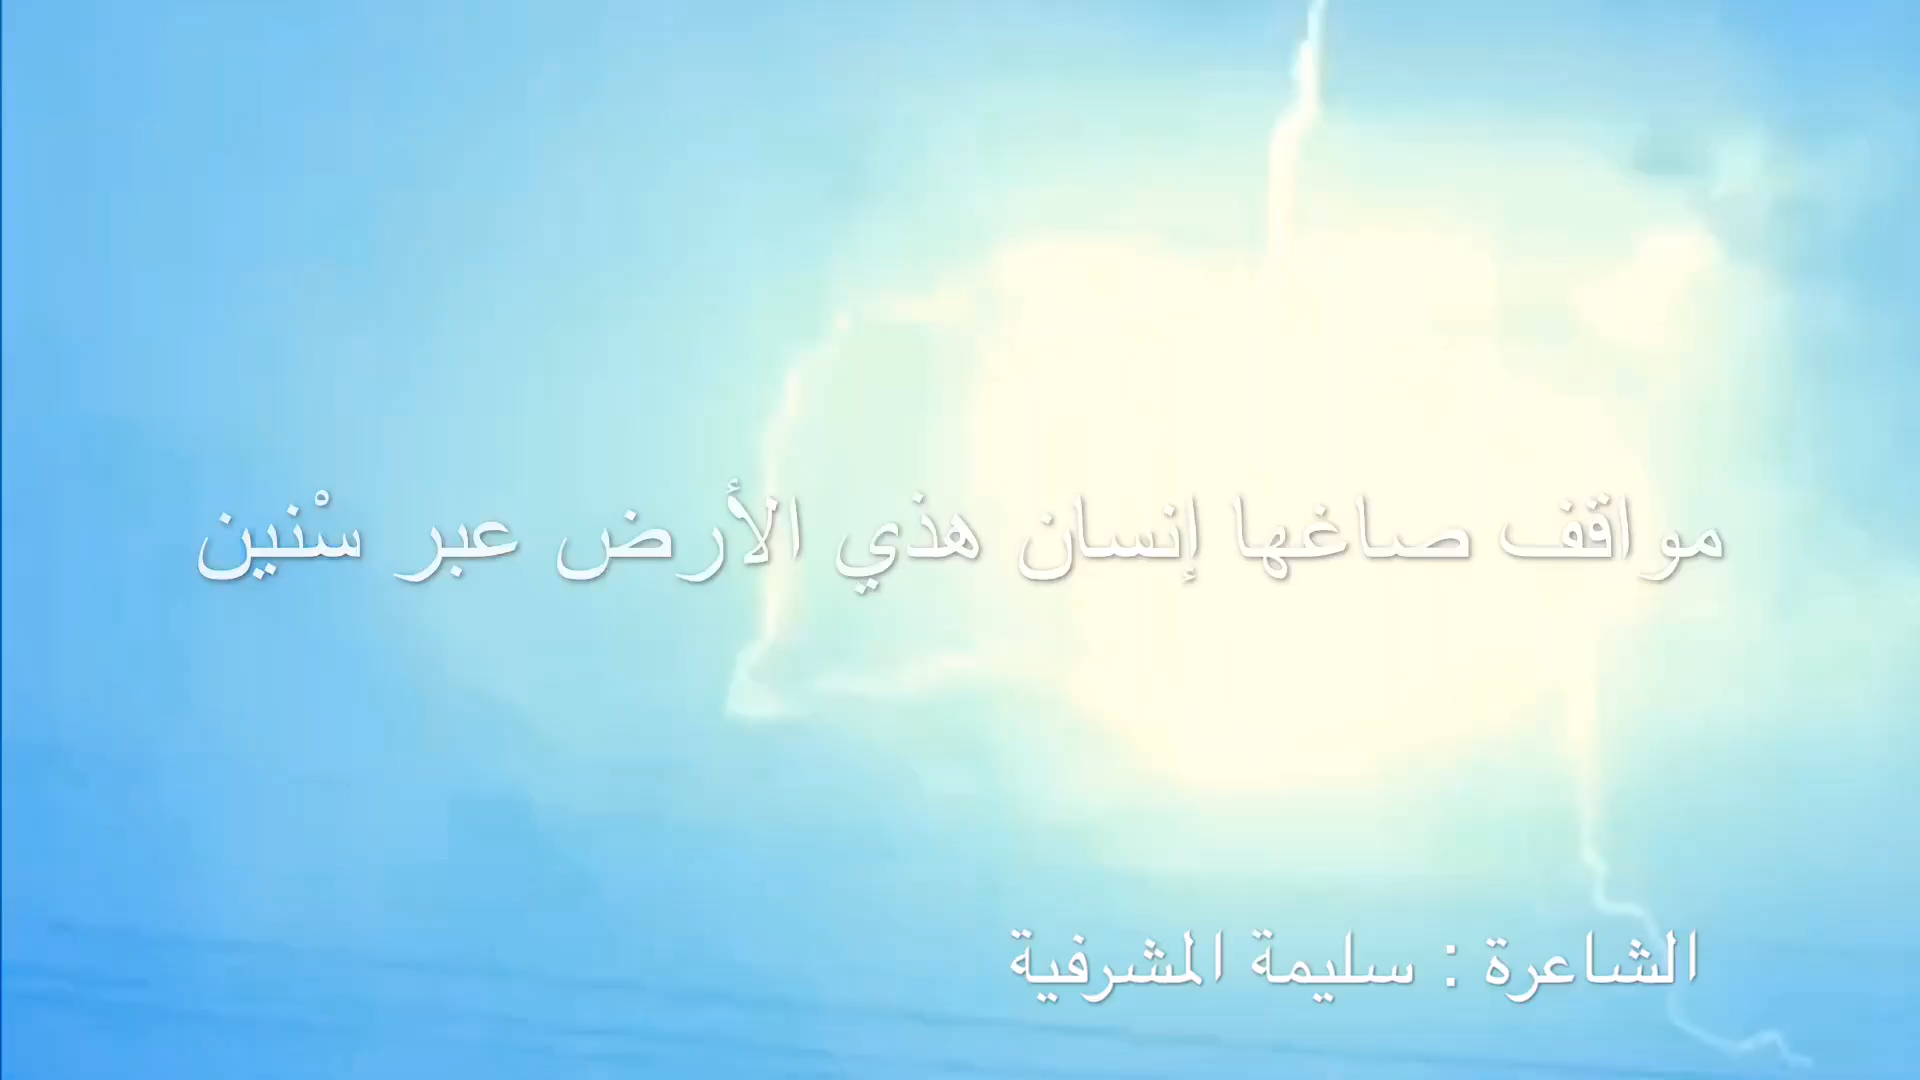 مواقف صاغها إنسان هذي الأرض عبر سْنين
الشاعرة : سليمة المشرفية